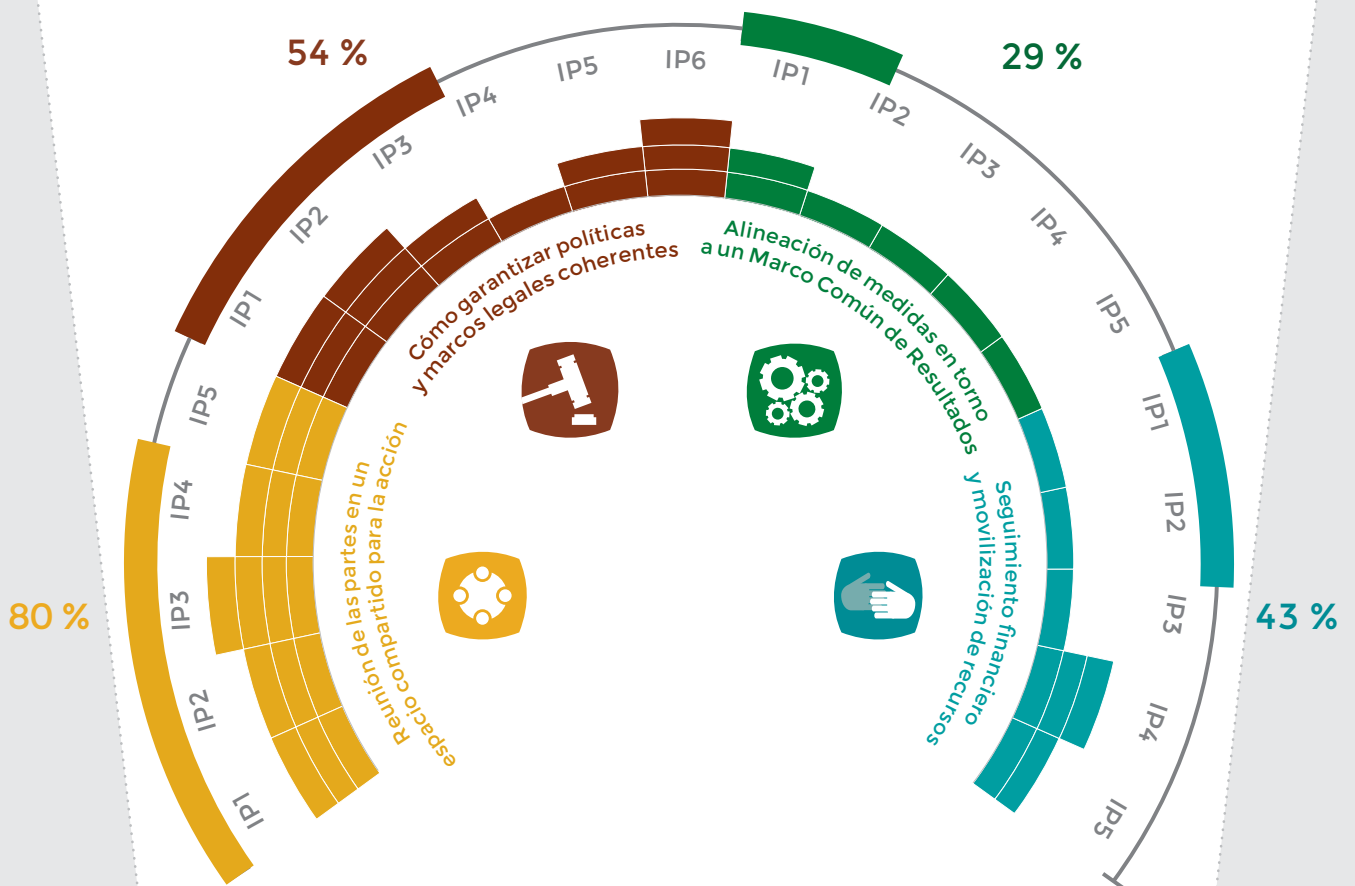 80 %
IP1
IP2
IP3
IP4
IP5
Reunión de las partes en un
espacio compartido para la acción
54 %
IP1
IP2
IP3
IP4
IP5
IP6
Cómo garantizar políticas
y marcos legales coherentes
29 %
IP1
IP2
IP3
IP4
IP5
Alineación de medidas en torno
a un Marco Común de Resultados
43 %
IP1
IP2
IP3
IP4
IP5
Seguimiento financiero
y movilización de recursos